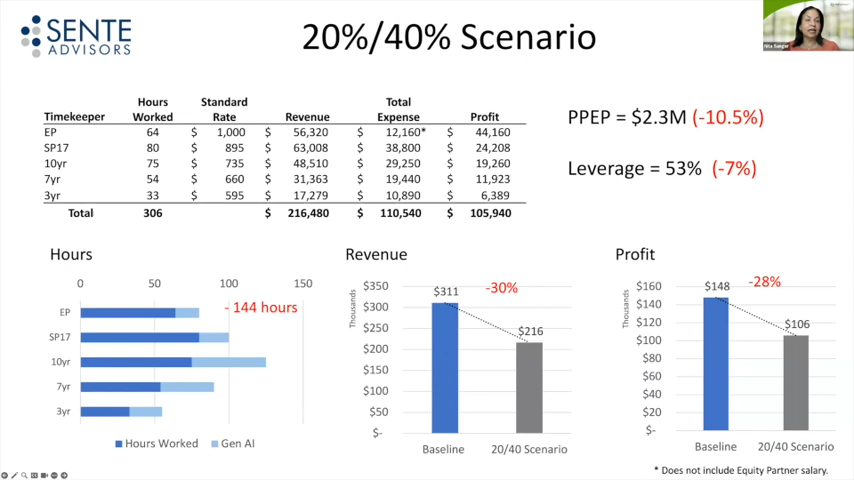 SENTE
ADVISORS
20%/40% Scenario
Nita Sanger
Timekeeper Hours Worked Standard Rate Revenue Total Expense Profit
EP 64 $ 1,000 $ 56,320 $ 12,160* $ 44,160
SP17 80 $ 895 $ 63,008 $ 38,800 $ 24,208
10yr 75 $ 735 $ 48,510 $ 29,250 $ 19,260
7yr 54 $ 660 $ 31,363 $ 19,440 $ 11,923
3yr 33 $ 595 $ 17,279 $ 10,890 $ 6,389
Total 306 $ 216,480 $ 110,540 $ 105,940
PPEP = $2.3M (-10.5%)
Leverage = 53% (-7%)
Hours
0 50 100 150
- 144 hours
EP
SP17
10yr
7yr
3yr
Hours Worked Gen AI
Revenue
Thousands
$350
$300
$250
$200
$150
$100
$50
$-
$311
-30%
$216
Baseline 20/40 Scenario
Profit
Thousands
$160
$140
$120
$100
$80
$60
$40
$20
$-
$148
-28%
$106
Baseline 20/40 Scenario
* Does not include Equity Partner salary.